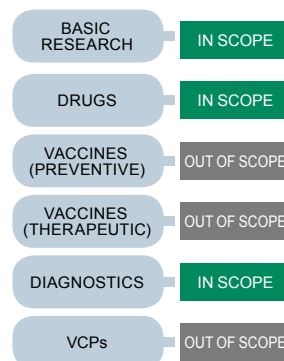 BASIC
RESEARCH
IN SCOPE
DRUGS
IN SCOPE
VACCINES
(PREVENTIVE)
OUT OF SCOPE
VACCINES
(THERAPEUTIC)
OUT OF SCOPE
DIAGNOSTICS
IN SCOPE
VCPs
OUT OF SCOPE